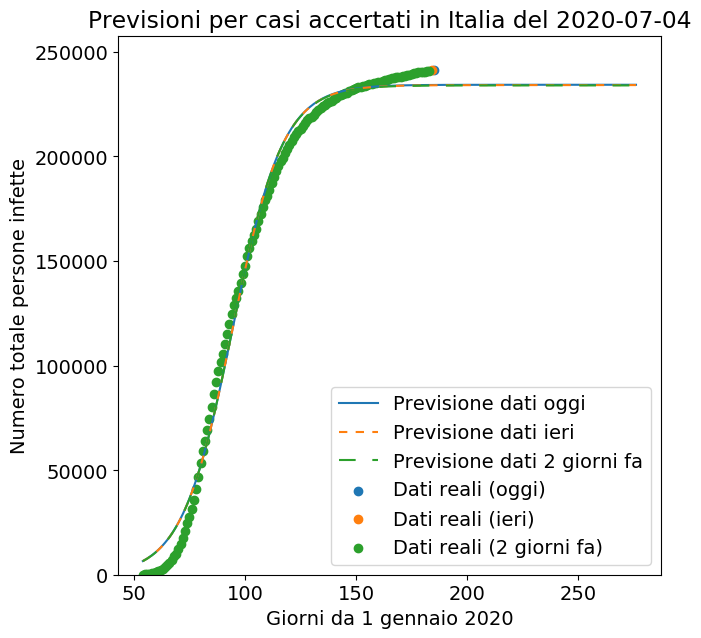 Previsioni per casi accertati in Italia del 2020-07-04
Numero totale persone infette
250000
200000
150000
100000
50000
0
50
100
150
200
250
Giorni da 1 gennaio 2020
Previsione dati oggi
Previsione dati ieri
Previsione dati 2 giorni fa
Dati reali (oggi)
Dati reali (ieri)
Dati reali (2 giorni fa)